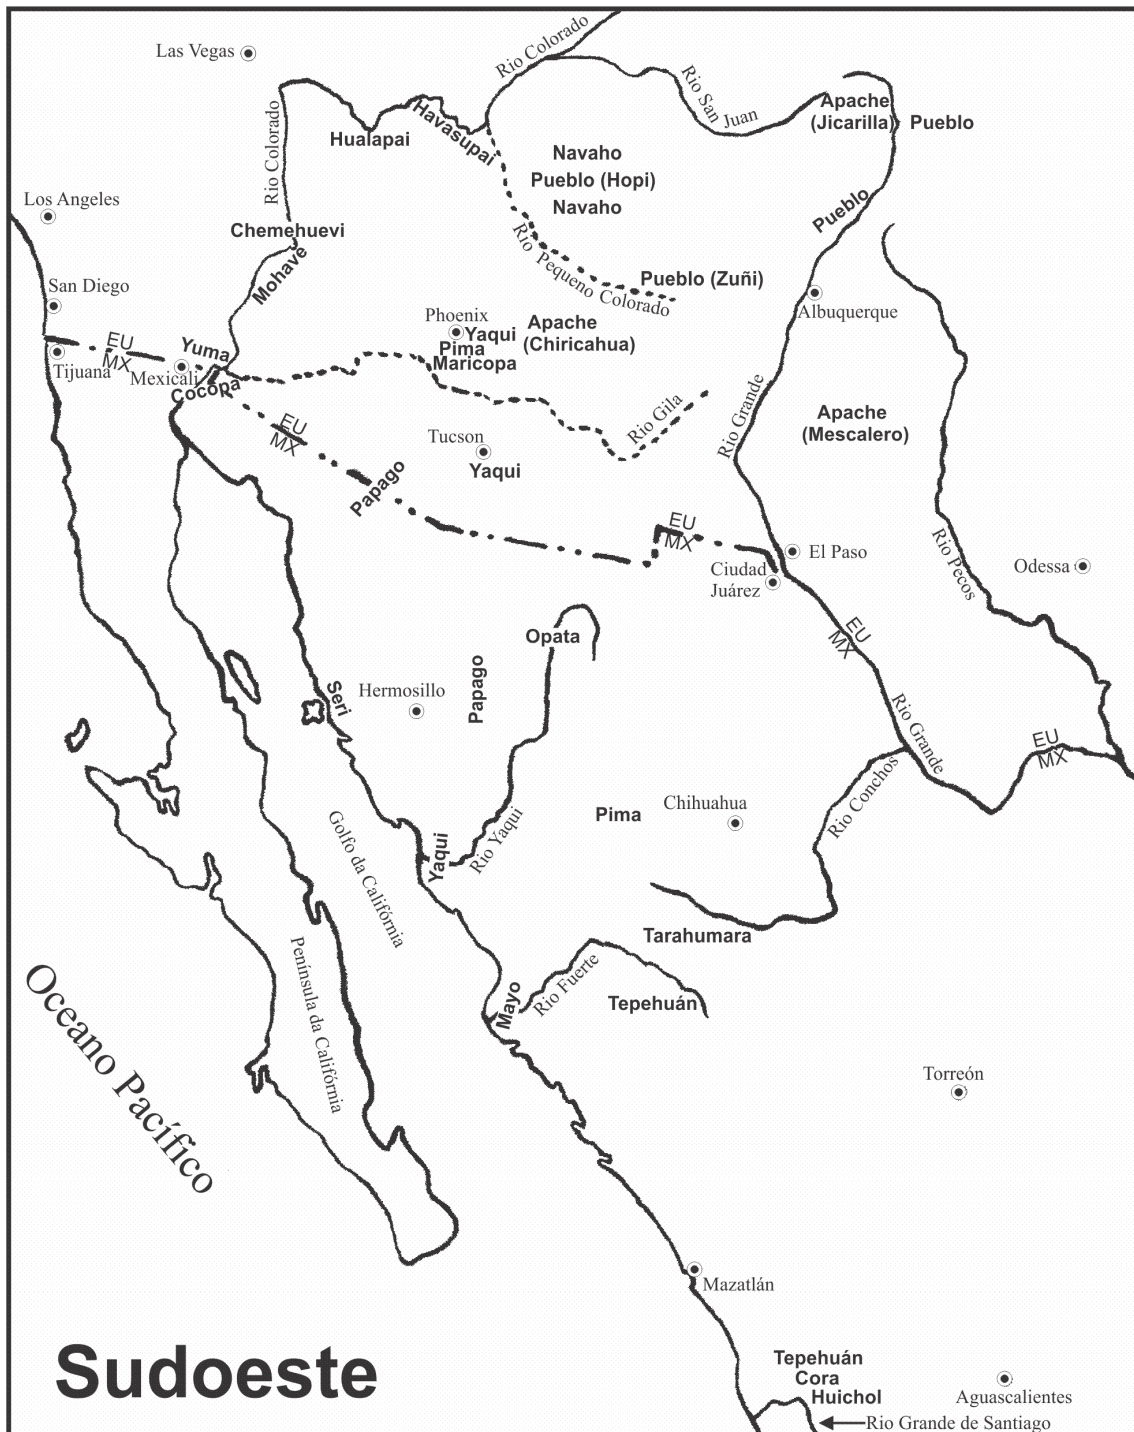 Las Vegas
Rio Colorado
Rio San Juan
Apache
(Jicarilla)
Pueblo
Rio Colorado
Hualapai
Havasupai
Navaho
Pueblo (Hopi)
Navaho
Los Angeles
Chemehuevi
Mohave
Pueblo
Rio Pequeno Colorado
Pueblo (Zuñi)
San Diego
Albuquerque
Phoenix
Yaqui
Pima
Maricopa
Apache
(Chiricahua)
EU
MX
Tijuana
Mexicali
Yuma
Cocopa
Rio Grande
Apache
(Mescalero)
EU
MX
Tucson
Yaqui
Rio Gila
Papago
EU
MX
El Paso
Ciudad
Juárez
Rio Pecos
Odessa
EU
MX
Opata
Papago
Seri
Hermosillo
Rio Grande
EU
MX
Rio Conchos
Pima
Chihuahua
Golfo da Califórnia
Yaqui
Rio Yaqui
Tarahumara
Península da Califórnia
Mayo
Rio Fuerte
Tepehuán
Oceano Pacífico
Torreón
Mazatlán
Sudoeste
Tepehuán
Cora
Huichol
Aguascalientes
Rio Grande de Santiago